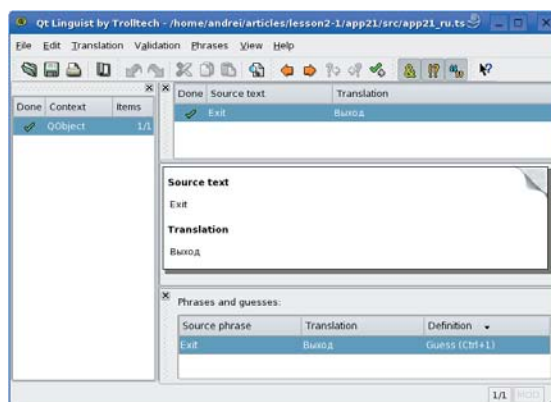 Qt Linguist by Trolltech - /home/andrei/articles/lesson2-1/app21/src/app21_ru.ts
File Edit Translation Validation Phrases View Help
Done Context Items
QObject 1/1
Done Source text Translation
Exit Выход
Source text
Exit
Translation
Выход
Phrases and guesses:
Source phrase Translation Definition
Exit Выход Guess (Ctrl+1)
1/1 MOD